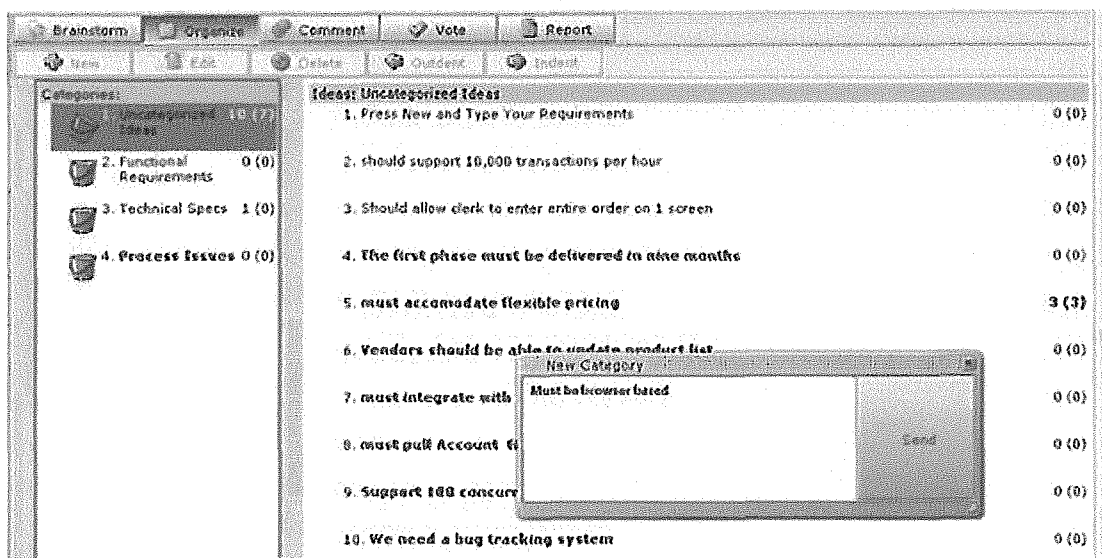 Brainstorm Organize Comment Vote Report
New Edit Delete Outdent Indent
Categories:
1. Uncategorized Ideas
2. Functional Requirements 0 (0)
3. Technical Specs 1 (0)
4. Process Issues 0 (0)
Ideas: Uncategorized Ideas
1. Press New and Type Your Requirements 0 (0)
2. should support 10,000 transactions per hour 0 (0)
3. Should allow clerk to enter entire order on 1 screen 0 (0)
4. The first phase must be delivered in nine months 0 (0)
5. must accomodate flexible pricing 3 (3)
6. Vendors should be able to update product list 0 (0)
7. must integrate with 0 (0)
8. must pull Account 0 (0)
9. Support 100 concurr 0 (0)
10. We need a bug tracking system 0 (0)
New Category
Must be browser based
Send